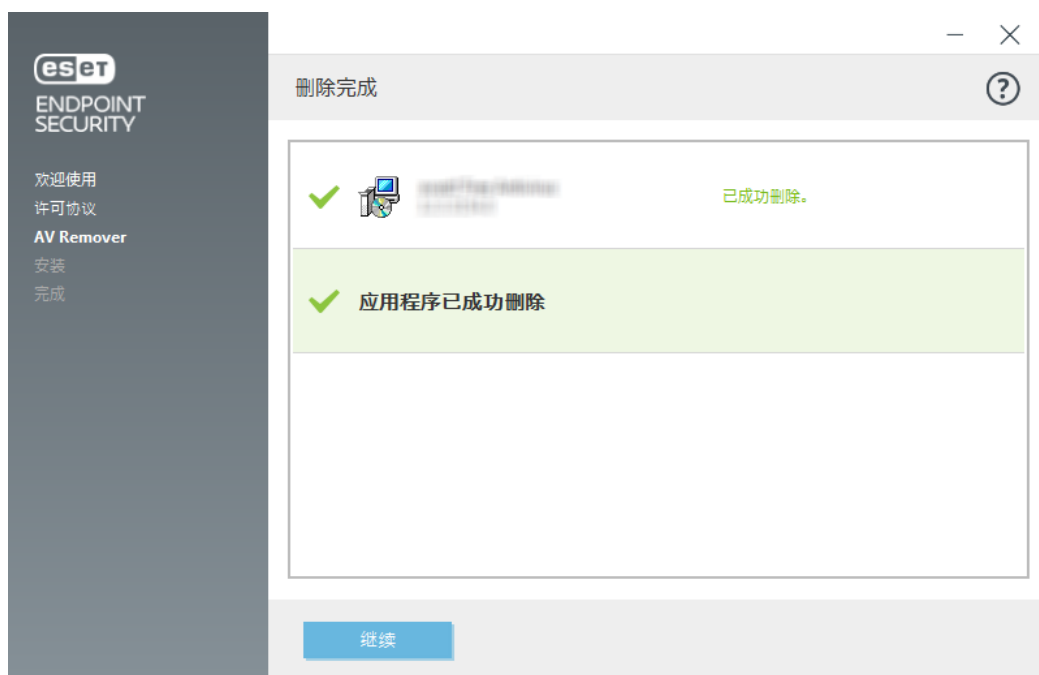 eset
ENDPOINT
SECURITY
欢迎使用
许可协议
AV Remover
安装
完成
删除完成
已成功删除。
应用程序已成功删除
继续